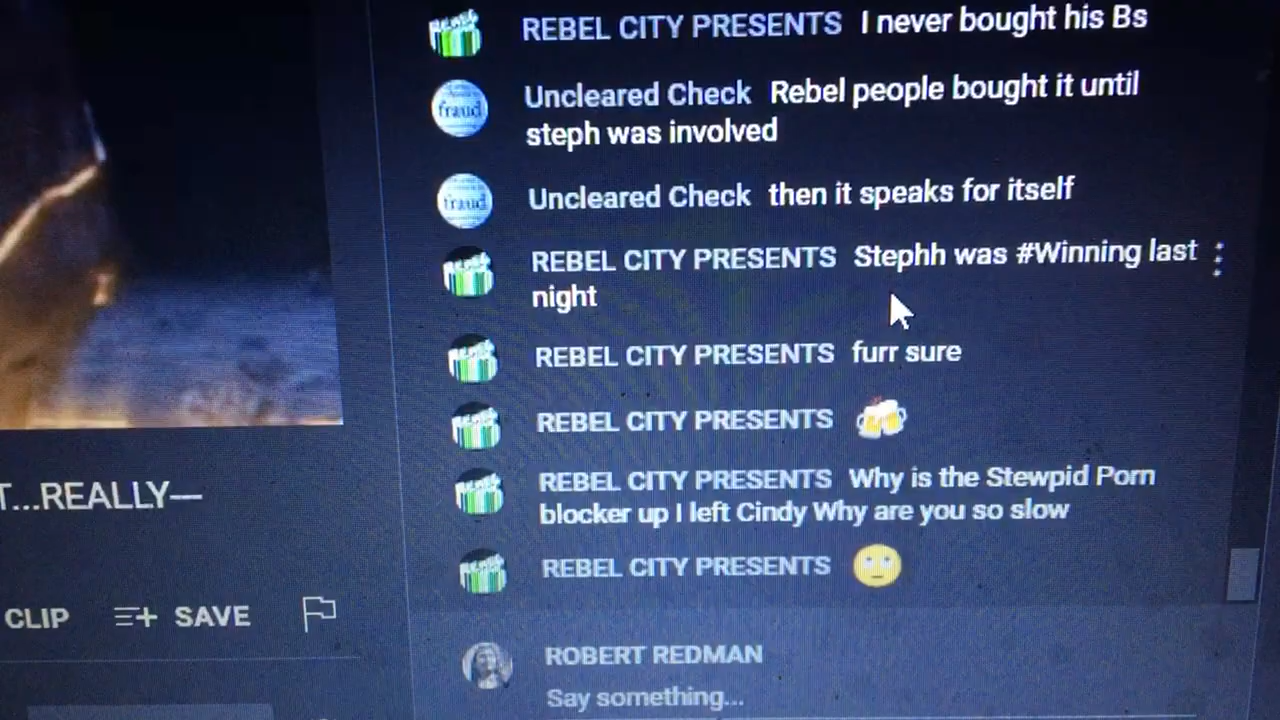 REBEL CITY PRESENTS I never bought his Bs
fraud
Uncleared Check Rebel people bought it until
steph was involved
fraud
Uncleared Check then it speaks for itself
REBEL CITY PRESENTS Stephh was #Winning last
night
REBEL CITY PRESENTS furr sure
REBEL CITY PRESENTS 🍻
REBEL CITY PRESENTS Why is the Stewpid Porn
blocker up I left Cindy Why are you so slow
REBEL CITY PRESENTS 🙄
T...REALLY—
CLIP SAVE
ROBERT REDMAN
Say something...